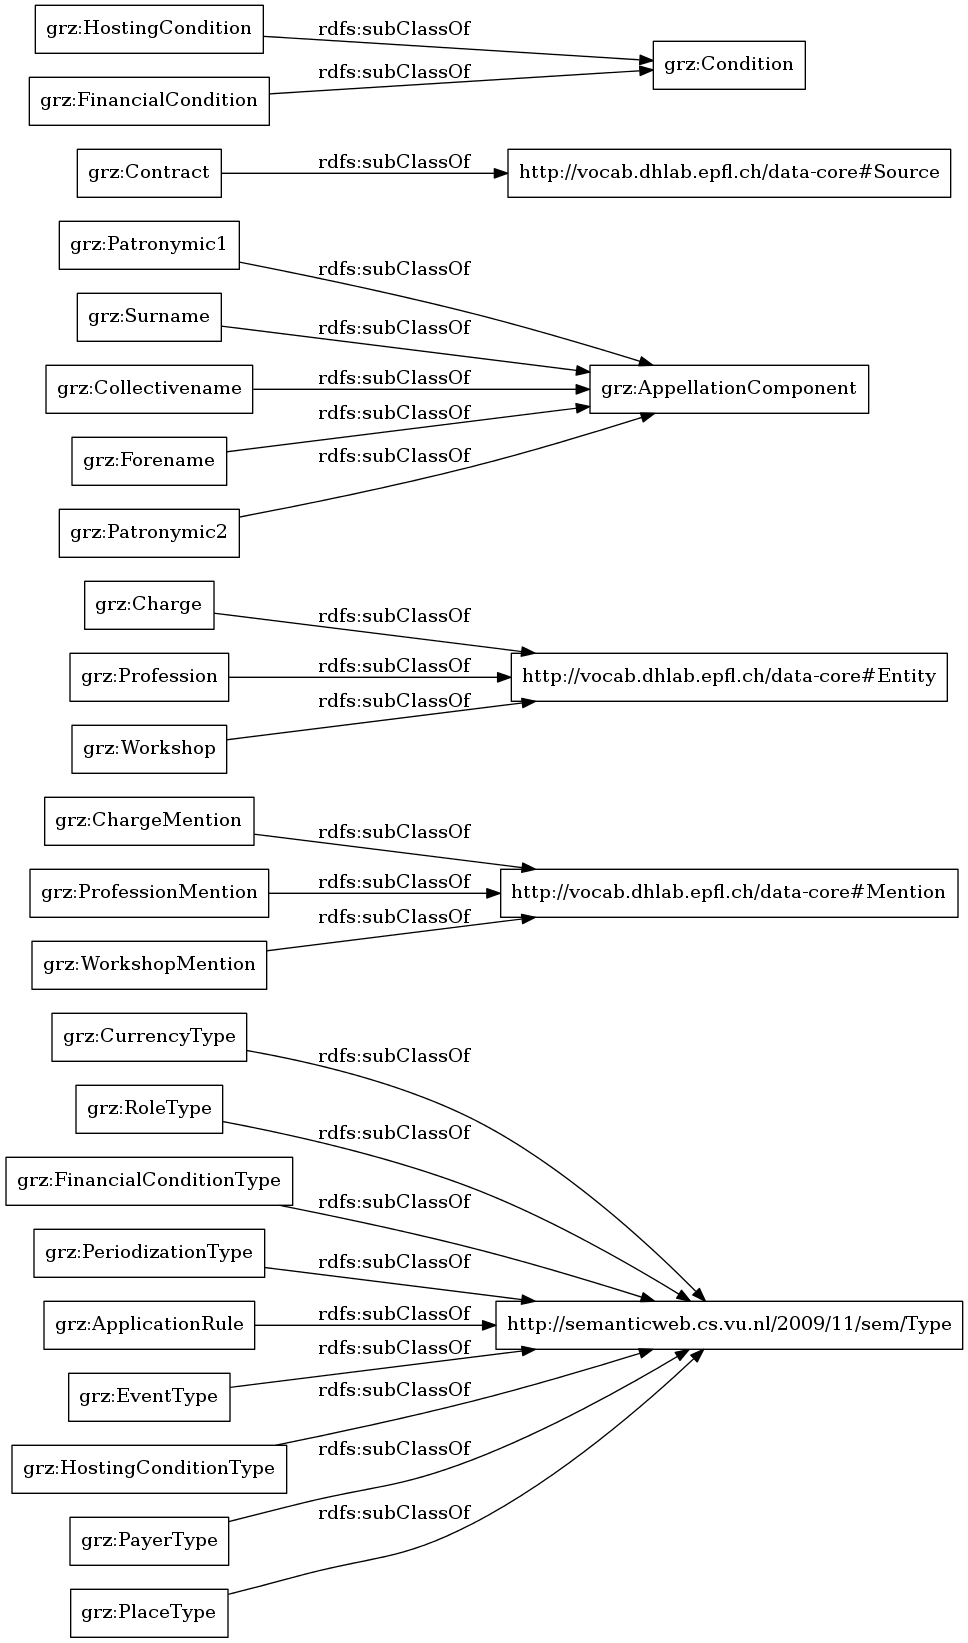 grz:HostingCondition
rdfs:subClassOf
grz:Condition
rdfs:subClassOf
grz:FinancialCondition
grz:Contract
rdfs:subClassOf
http://vocab.dhlab.epfl.ch/data-core#Source
grz:Patronymic1
rdfs:subClassOf
grz:Surname
rdfs:subClassOf
grz:Collectivename
rdfs:subClassOf
grz:AppellationComponent
rdfs:subClassOf
grz:Forename
rdfs:subClassOf
grz:Patronymic2
grz:Charge
rdfs:subClassOf
grz:Profession
rdfs:subClassOf
http://vocab.dhlab.epfl.ch/data-core#Entity
rdfs:subClassOf
grz:Workshop
grz:ChargeMention
rdfs:subClassOf
grz:ProfessionMention
rdfs:subClassOf
http://vocab.dhlab.epfl.ch/data-core#Mention
rdfs:subClassOf
grz:WorkshopMention
grz:CurrencyType
rdfs:subClassOf
grz:RoleType
rdfs:subClassOf
grz:FinancialConditionType
rdfs:subClassOf
grz:PeriodizationType
rdfs:subClassOf
grz:ApplicationRule
rdfs:subClassOf
http://semanticweb.cs.vu.nl/2009/11/sem/Type
rdfs:subClassOf
grz:EventType
rdfs:subClassOf
grz:HostingConditionType
rdfs:subClassOf
grz:PayerType
rdfs:subClassOf
grz:PlaceType